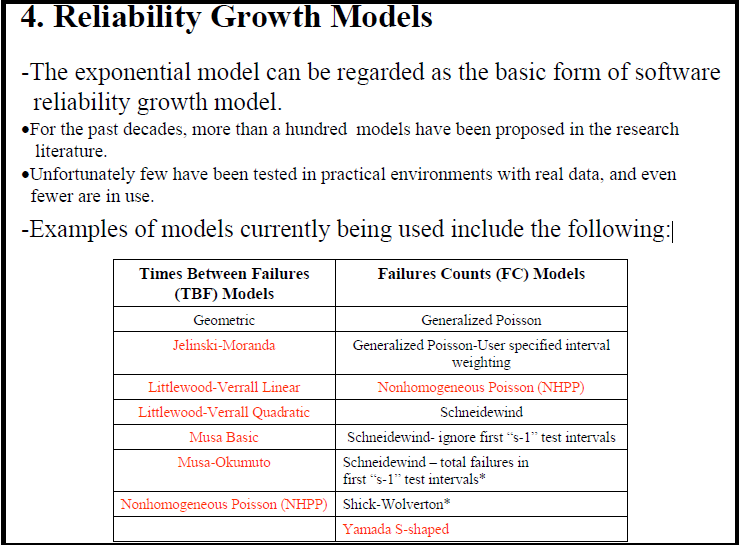 4. Reliability Growth Models
-The exponential model can be regarded as the basic form of software
reliability growth model.
•For the past decades, more than a hundred models have been proposed in the research
literature.
•Unfortunately few have been tested in practical environments with real data, and even
fewer are in use.
-Examples of models currently being used include the following:
Times Between Failures
(TBF) Models
Failures Counts (FC) Models
Geometric
Generalized Poisson
Jelinski-Moranda
Generalized Poisson-User specified interval
weighting
Littlewood-Verrall Linear
Nonhomogeneous Poisson (NHPP)
Littlewood-Verrall Quadratic
Schneidewind
Musa Basic
Schneidewind- ignore first “s-1” test intervals
Musa-Okumuto
Schneidewind – total failures in
first “s-1” test intervals*
Nonhomogeneous Poisson (NHPP)
Shick-Wolverton*
Yamada S-shaped